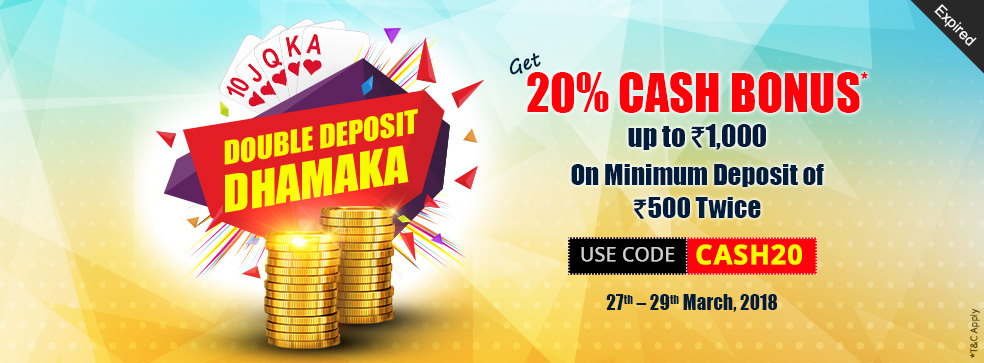 10 J Q K A
DOUBLE DEPOSIT
DHAMAKA
Get
20% CASH BONUS*
up to ₹1,000
On Minimum Deposit of
₹500 Twice
USE CODE CASH20
27th – 29th March, 2018
Expired
*T&C Apply